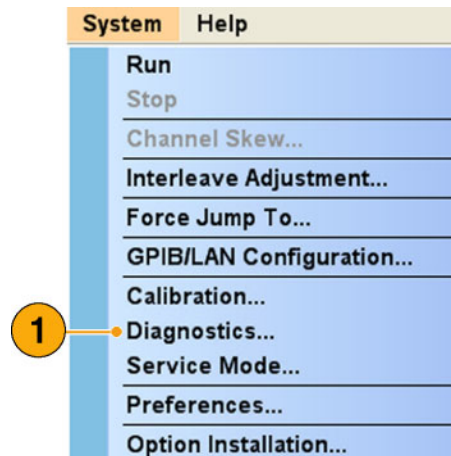 System Help
Run
Stop
Channel Skew...
Interleave Adjustment...
Force Jump To...
GPIB/LAN Configuration...
Calibration...
1 Diagnostics...
Service Mode...
Preferences...
Option Installation...